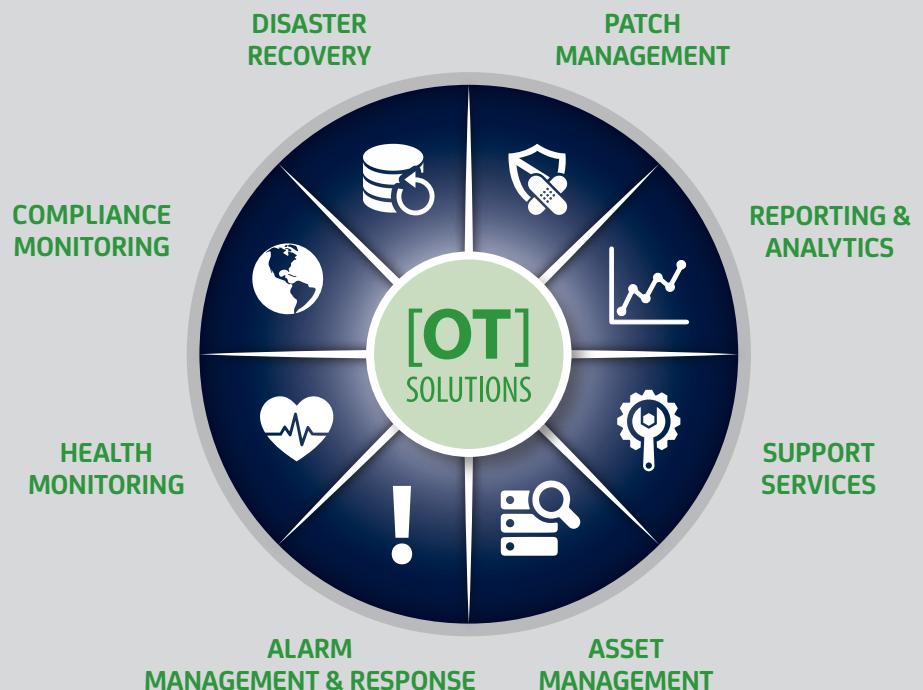 DISASTER
RECOVERY
PATCH
MANAGEMENT
COMPLIANCE
MONITORING
REPORTING &
ANALYTICS
[OT]
SOLUTIONS
HEALTH
MONITORING
SUPPORT
SERVICES
ALARM
MANAGEMENT & RESPONSE
ASSET
MANAGEMENT